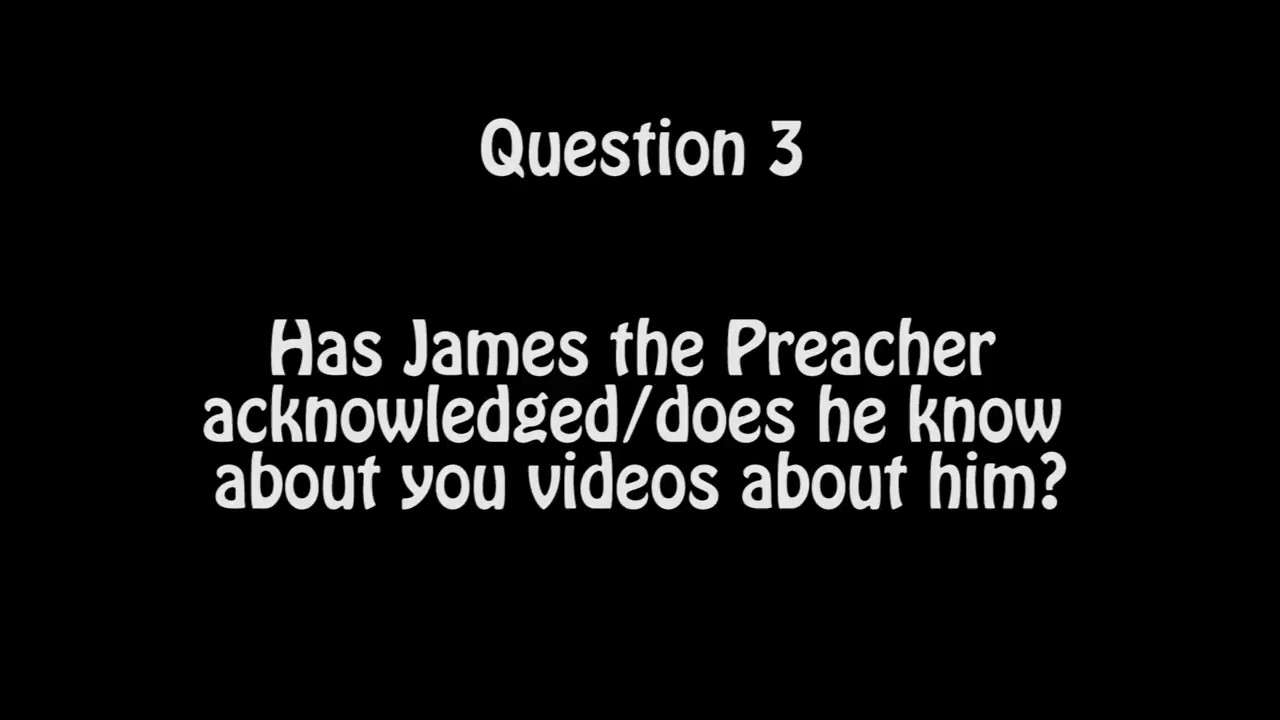 Question 3
Has James the Preacher
acknowledged/does he know
about you videos about him?